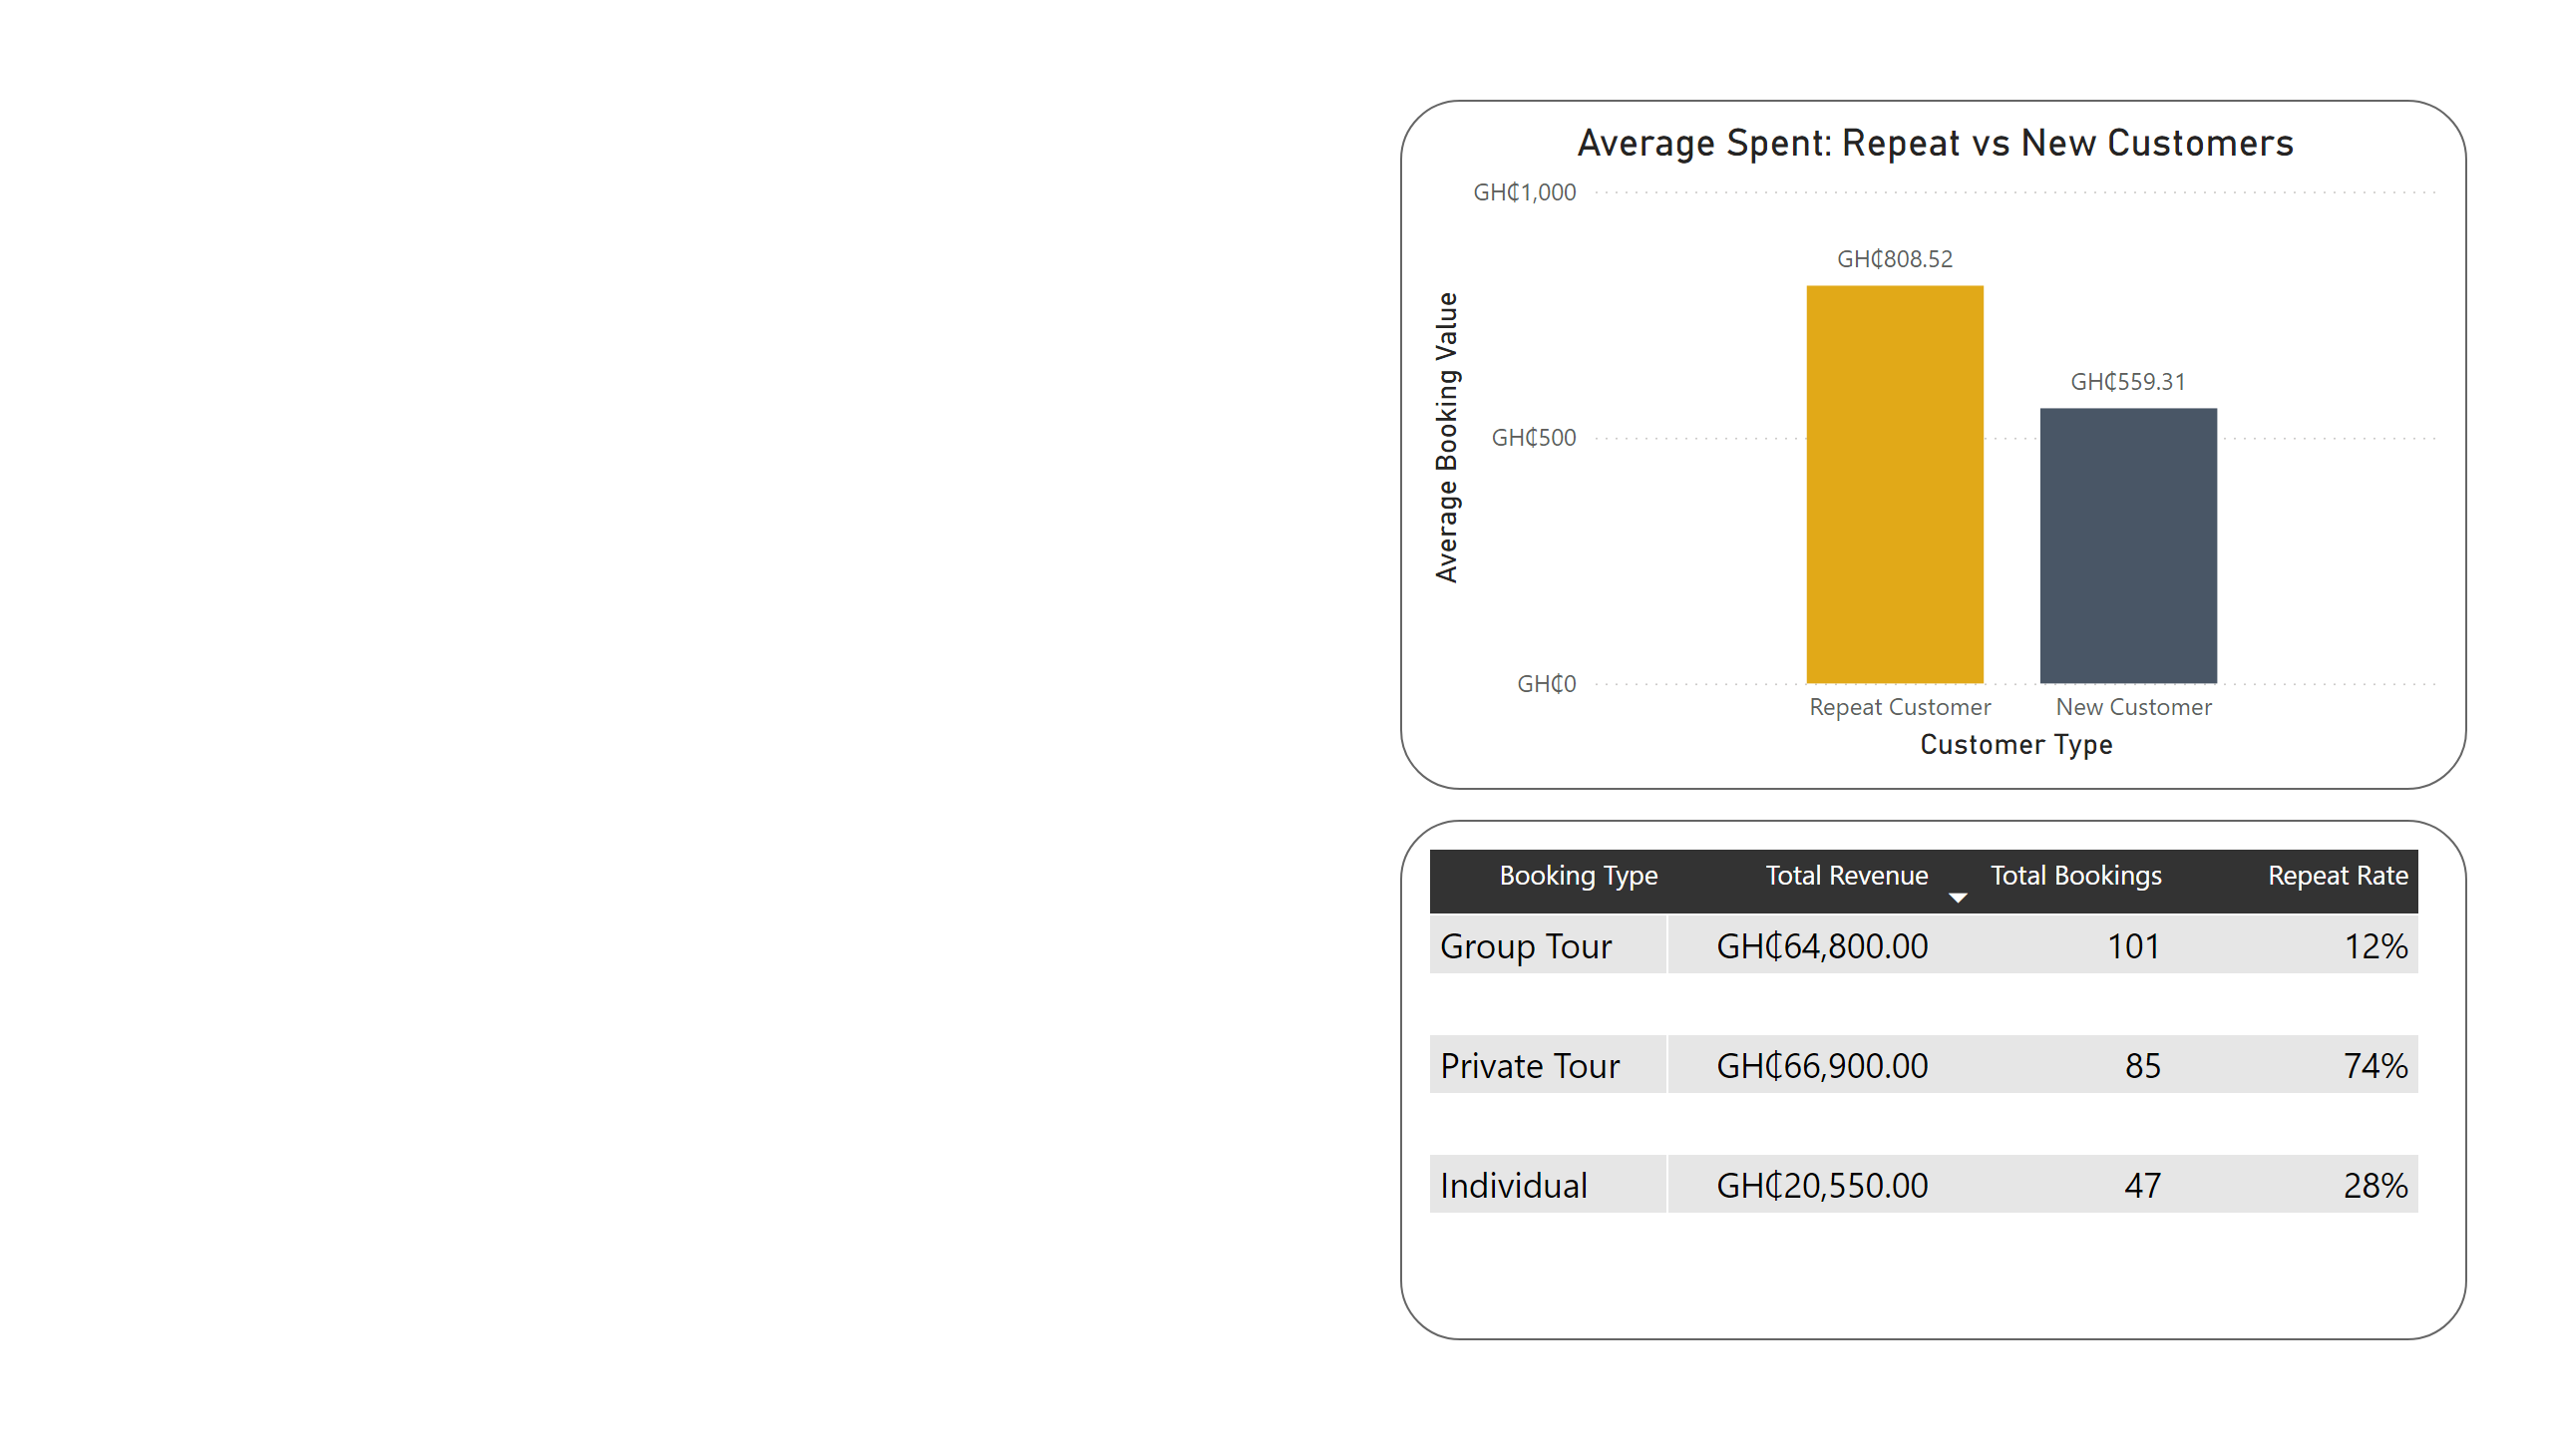 Average Spent: Repeat vs New Customers
GH₵1,000
GH₵808.52
GH₵559.31
GH₵500
GH₵0
Average Booking Value
Repeat Customer New Customer
Customer Type
Booking Type Total Revenue Total Bookings Repeat Rate
Group Tour GH₵64,800.00 101 12%
Private Tour GH₵66,900.00 85 74%
Individual GH₵20,550.00 47 28%